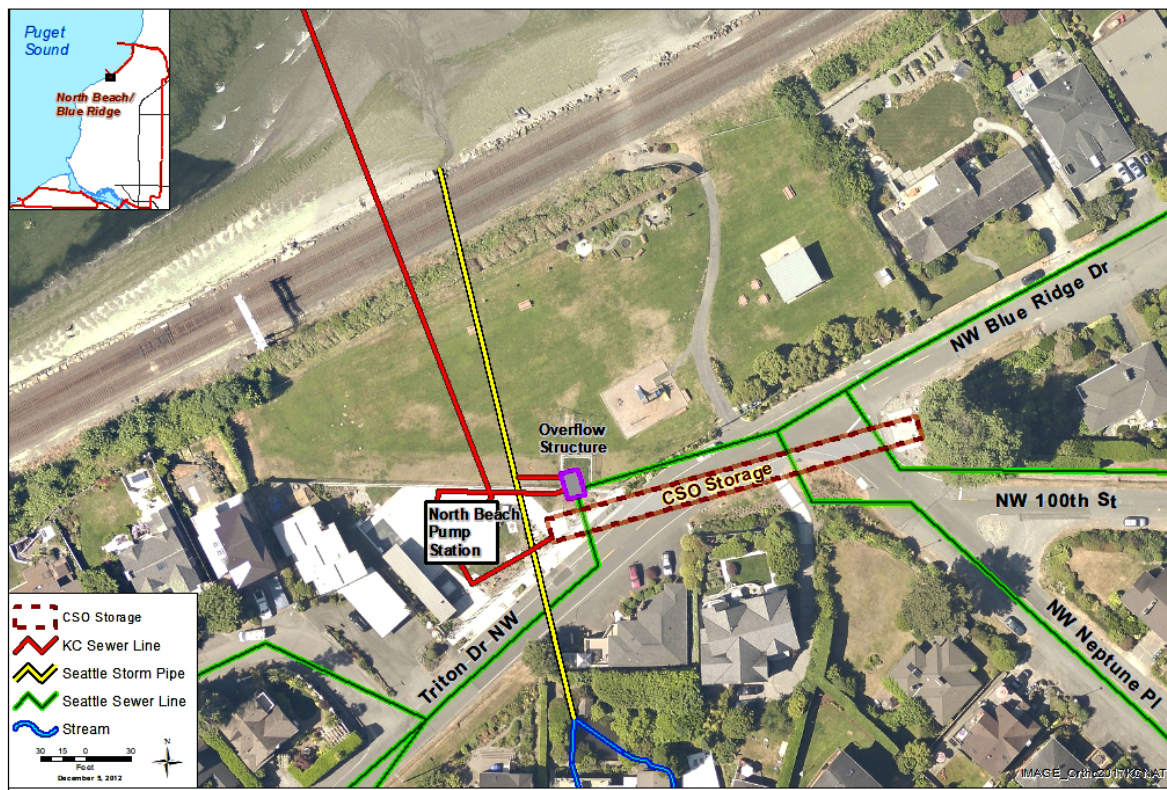 Puget
Sound
North Beach/
Blue Ridge
NW Blue Ridge Dr
Overflow
Structure
CSO Storage
NW 100th St
North Beach
Pump
Station
Triton Dr NW
NW Neptune Pl
CSO Storage
KC Sewer Line
Seattle Storm Pipe
Seattle Sewer Line
Stream
30 15 0 30
Feet
December 5, 2012
N